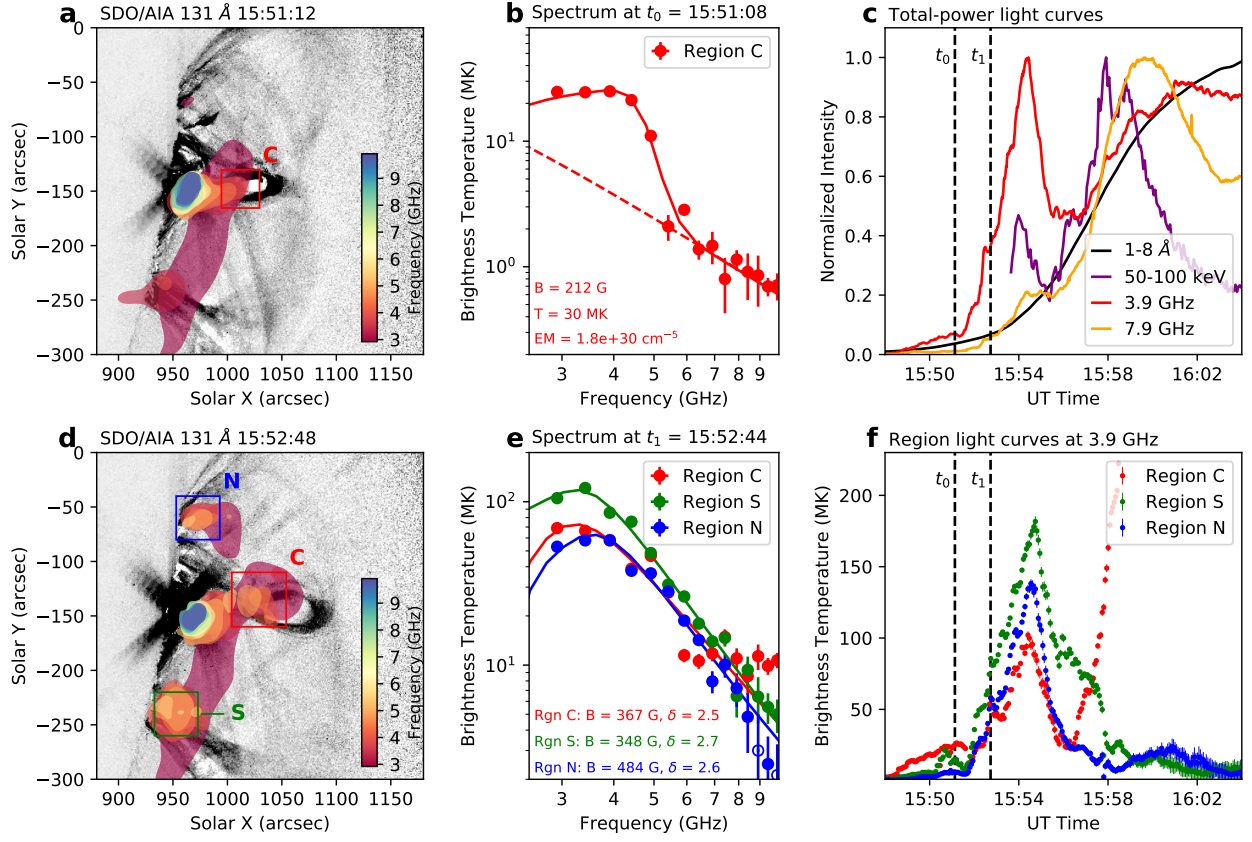 a SDO/AIA 131 Å 15:51:12
C
Solar Y (arcsec)
0
−50
−100
−150
−200
−250
−300
900 950 1000 1050 1100 1150
Solar X (arcsec)
9
8
7
6
5
4
3
Frequency (GHz)
b Spectrum at t₀ = 15:51:08
Region C
Brightness Temperature (MK)
10¹
10⁰
B = 212 G
T = 30 MK
EM = 1.8e+30 cm⁻⁵
3 4 5 6 7 8 9
Frequency (GHz)
c Total-power light curves
t₀ t₁
Normalized Intensity
1.0
0.8
0.6
0.4
0.2
0.0
1-8 Å
50-100 keV
3.9 GHz
7.9 GHz
15:50 15:54 15:58 16:02
UT Time
d SDO/AIA 131 Å 15:52:48
N
C
S
Solar Y (arcsec)
0
−50
−100
−150
−200
−250
−300
900 950 1000 1050 1100 1150
Solar X (arcsec)
9
8
7
6
5
4
3
Frequency (GHz)
e Spectrum at t₁ = 15:52:44
Region C
Region S
Region N
Brightness Temperature (MK)
10²
10¹
Rgn C: B = 367 G, δ = 2.5
Rgn S: B = 348 G, δ = 2.7
Rgn N: B = 484 G, δ = 2.6
3 4 5 6 7 8 9
Frequency (GHz)
f Region light curves at 3.9 GHz
t₀ t₁
Region C
Region S
Region N
Brightness Temperature (MK)
200
150
100
50
15:50 15:54 15:58 16:02
UT Time